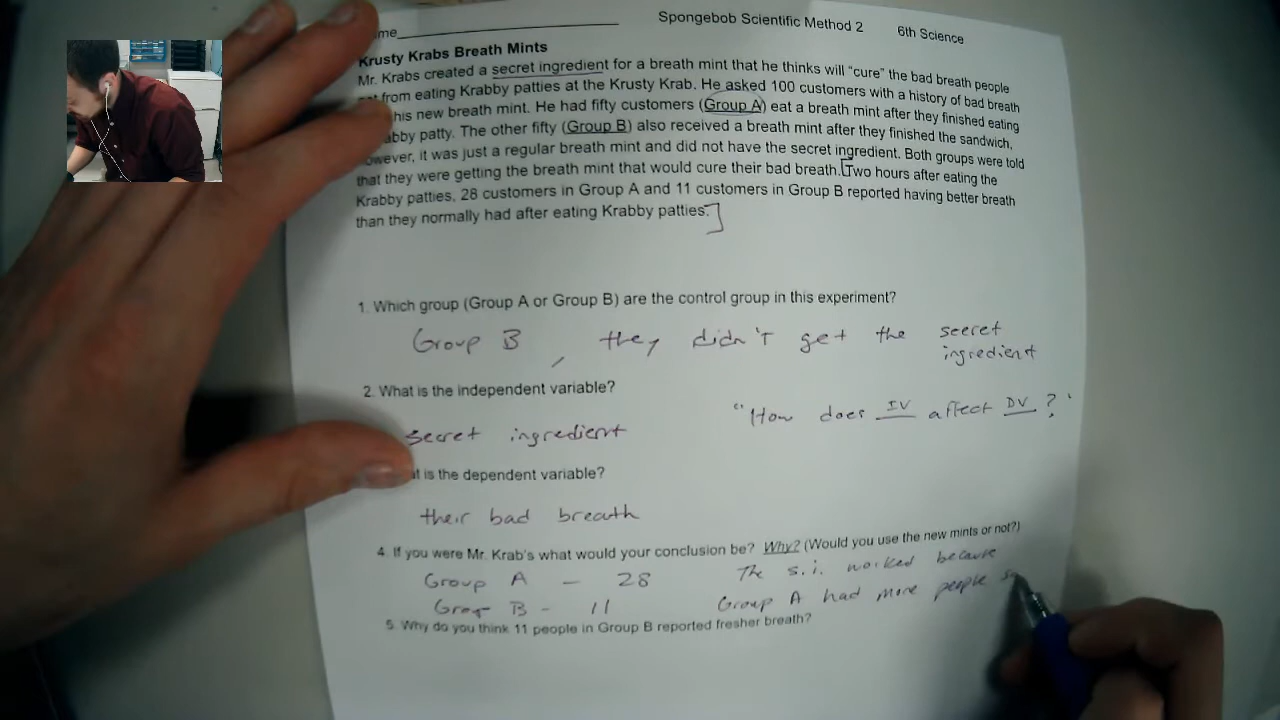 me Spongebob Scientific Method 2 6th Science
Krusty Krabs Breath Mints
Mr. Krabs created a secret ingredient for a breath mint that he thinks will “cure” the bad breath people
from eating Krabby patties at the Krusty Krab. He asked 100 customers with a history of bad breath
his new breath mint. He had fifty customers (Group A) eat a breath mint after they finished eating
abby patty. The other fifty (Group B) also received a breath mint after they finished the sandwich,
owever, it was just a regular breath mint and did not have the secret ingredient. Both groups were told
that they were getting the breath mint that would cure their bad breath. Two hours after eating the
Krabby patties, 28 customers in Group A and 11 customers in Group B reported having better breath
than they normally had after eating Krabby patties.
1. Which group (Group A or Group B) are the control group in this experiment?
Group B, they didn't get the secret
ingredient
2. What is the independent variable?
"How does IV affect DV?"
secret ingredient
t is the dependent variable?
their bad breath
4. If you were Mr. Krab's what would your conclusion be? Why? (Would you use the new mints or not?)
Group A - 28 The s.i. worked because
Group B - 11 Group A had more people s
5. Why do you think 11 people in Group B reported fresher breath?